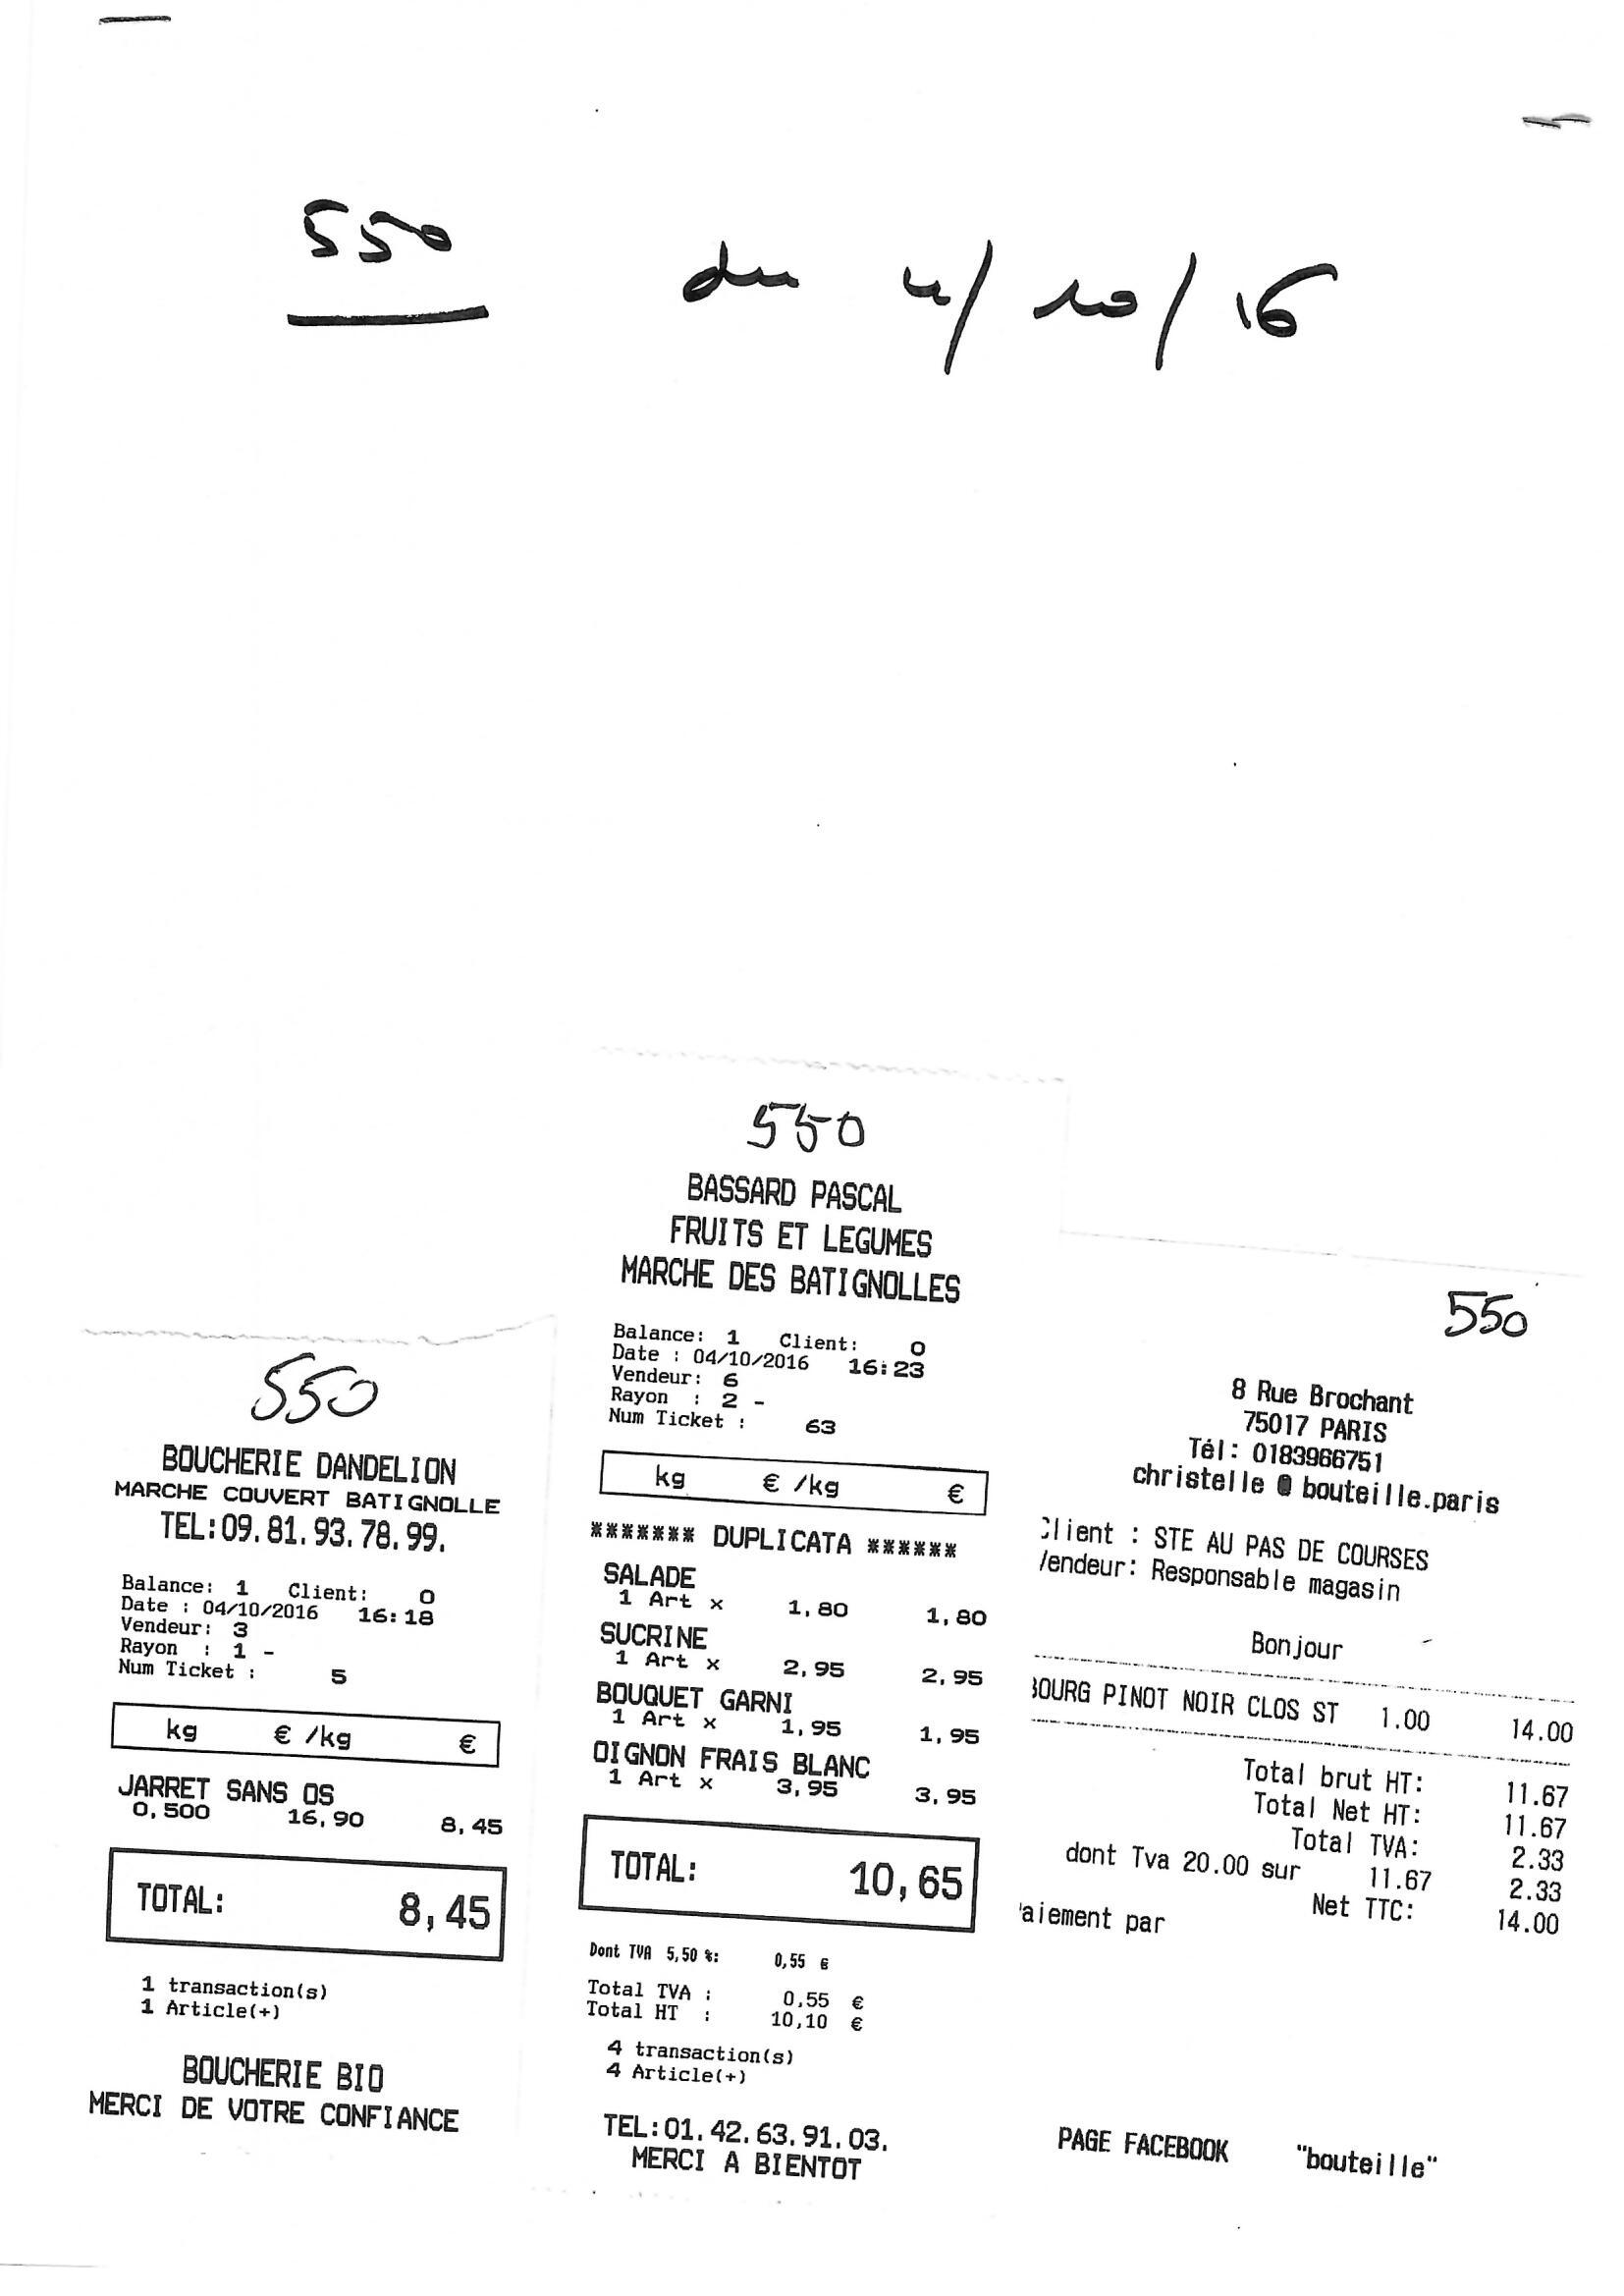 550
du 4/10/16
550
BOUCHERIE DANDELION
MARCHE COUVERT BATIGNOLLE
TEL:09.81.93.78.99.
Balance: 1 Client: 0
Date : 04/10/2016 16:18
Vendeur: 3
Rayon : 1 -
Num Ticket : 5
kg €/kg €
JARRET SANS OS
0,500 16,90 8,45
TOTAL: 8,45
1 transaction(s)
1 Article(+)
BOUCHERIE BIO
MERCI DE VOTRE CONFIANCE
550
BASSARD PASCAL
FRUITS ET LEGUMES
MARCHE DES BATIGNOLLES
Balance: 1 Client: 0
Date : 04/10/2016 16:23
Vendeur: 6
Rayon : 2 -
Num Ticket : 63
kg €/kg €
******* DUPLICATA ******
SALADE
1 Art x 1,80 1,80
SUCRINE
1 Art x 2,95 2,95
BOUQUET GARNI
1 Art x 1,95 1,95
OIGNON FRAIS BLANC
1 Art x 3,95 3,95
TOTAL: 10,65
Dont TVA 5,50 %: 0,55 €
Total TVA : 0,55 €
Total HT : 10,10 €
4 transaction(s)
4 Article(+)
TEL:01.42.63.91.03.
MERCI A BIENTOT
550
8 Rue Brochant
75017 PARIS
Tél: 0183966751
christelle @ bouteille.paris
Client : STE AU PAS DE COURSES
Vendeur: Responsable magasin
Bonjour
BOURG PINOT NOIR CLOS ST 1.00 14.00
Total brut HT: 11.67
Total Net HT: 11.67
Total TVA: 2.33
dont Tva 20.00 sur 11.67 2.33
Net TTC: 14.00
Paiement par
PAGE FACEBOOK "bouteille"